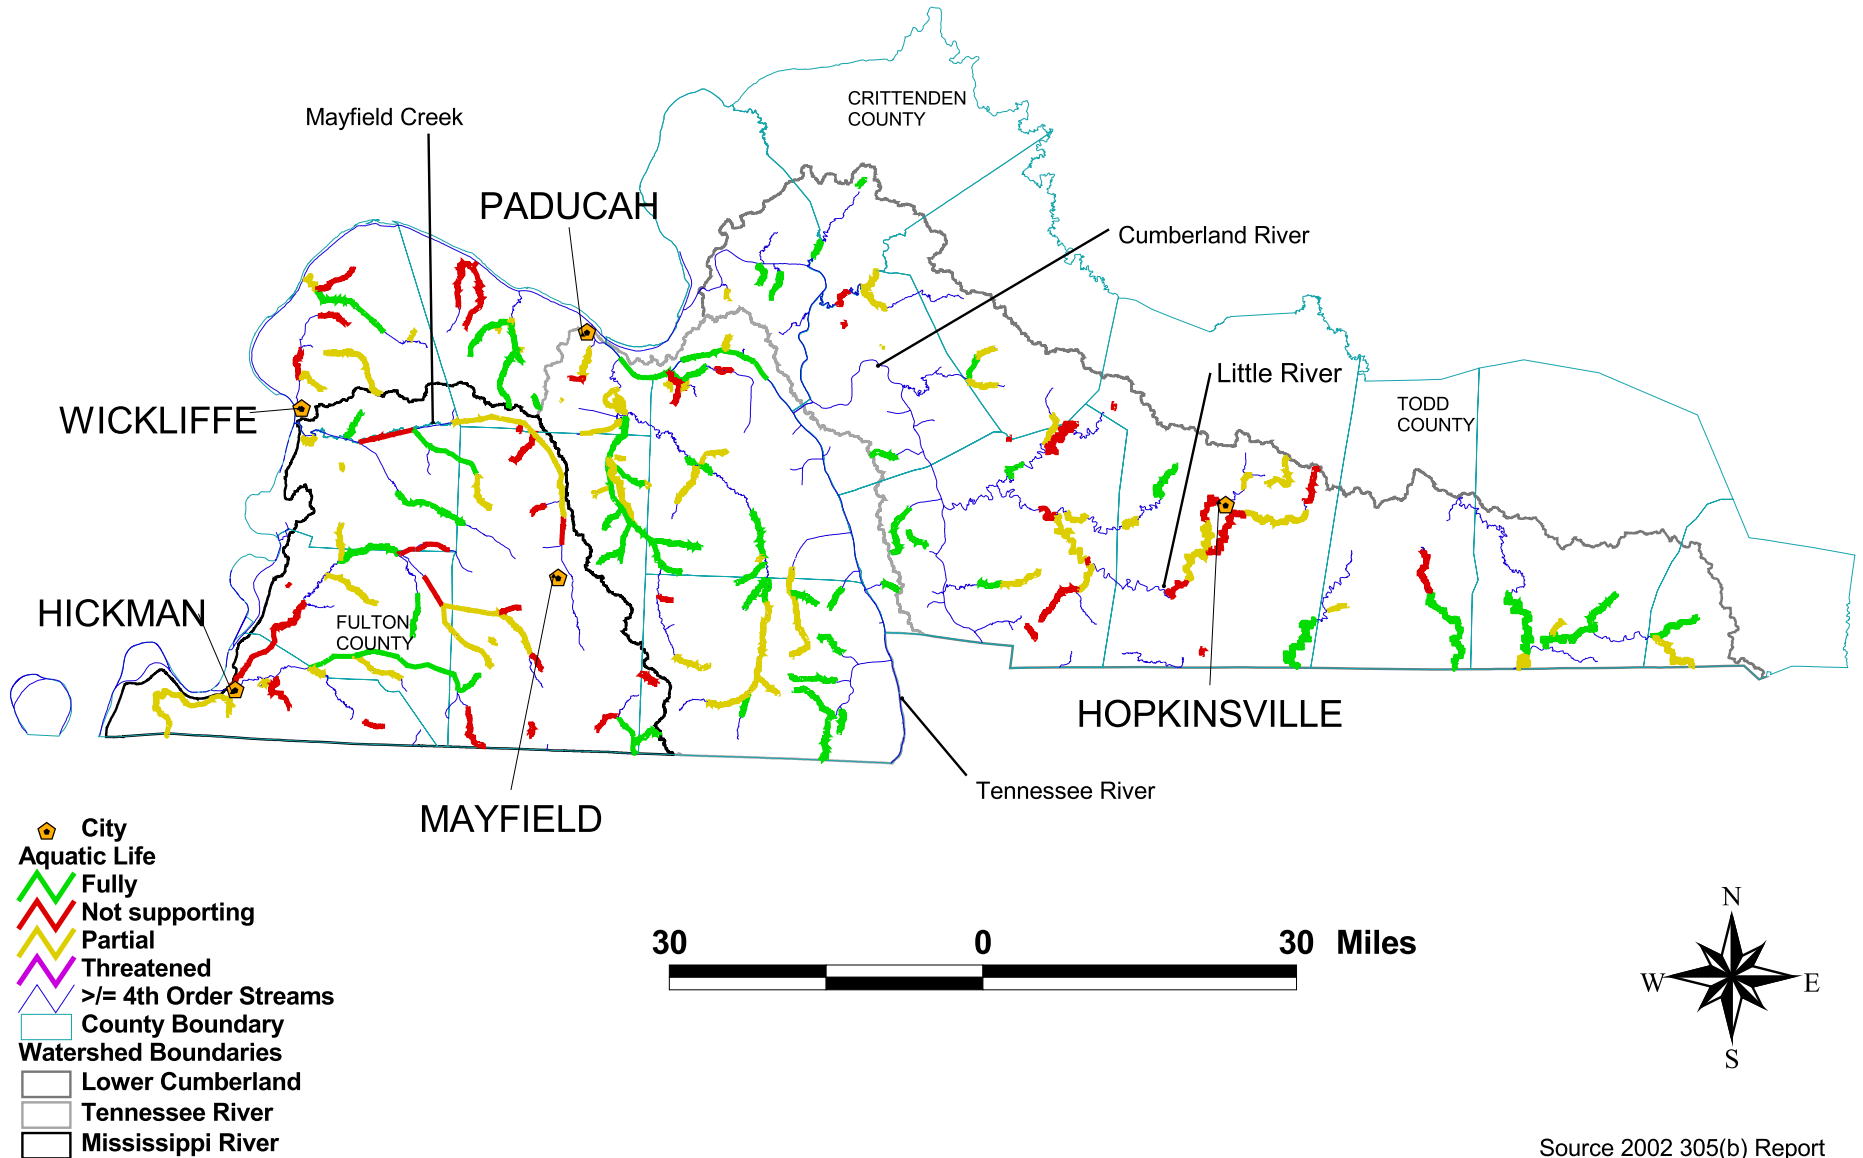 CRITTENDEN
COUNTY
Mayfield Creek
PADUCAH
Cumberland River
Little River
WICKLIFFE
TODD
COUNTY
HICKMAN
FULTON
COUNTY
HOPKINSVILLE
Tennessee River
MAYFIELD
City
Aquatic Life
Fully
Not supporting
Partial
Threatened
>/= 4th Order Streams
County Boundary
Watershed Boundaries
Lower Cumberland
Tennessee River
Mississippi River
30 0 30 Miles
N
W E
S
Source 2002 305(b) Report